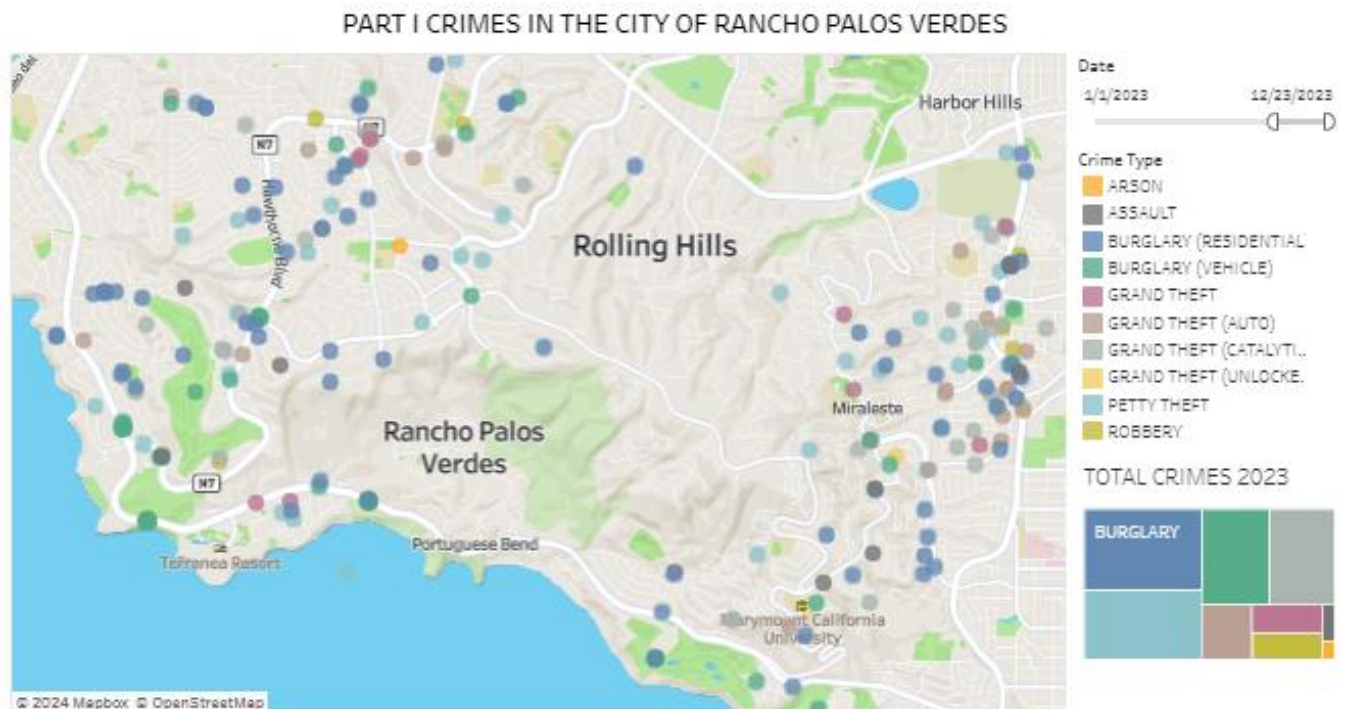 PART I CRIMES IN THE CITY OF RANCHO PALOS VERDES
Harbor Hills
N7
Hawthorne Blvd
Rolling Hills
Miraleste
Rancho Palos
Verdes
N7
Portuguese Bend
Terranea Resort
Marymount California
University
© 2024 Mapbox © OpenStreetMap
Date
1/1/2023 12/23/2023
Crime Type
ARSON
ASSAULT
BURGLARY (RESIDENTIAL
BURGLARY (VEHICLE)
GRAND THEFT
GRAND THEFT (AUTO)
GRAND THEFT (CATALYTI..
GRAND THEFT (UNLOCKE.
PETTY THEFT
ROBBERY
TOTAL CRIMES 2023
BURGLARY